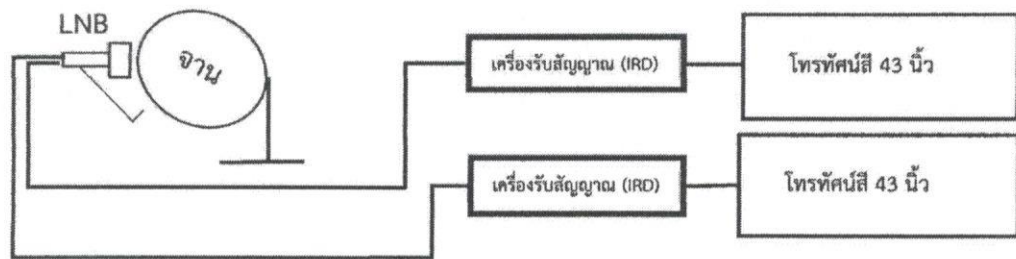 LNB
จาน
เครื่องรับสัญญาณ (IRD)
โทรทัศน์สี 43 นิ้ว
เครื่องรับสัญญาณ (IRD)
โทรทัศน์สี 43 นิ้ว